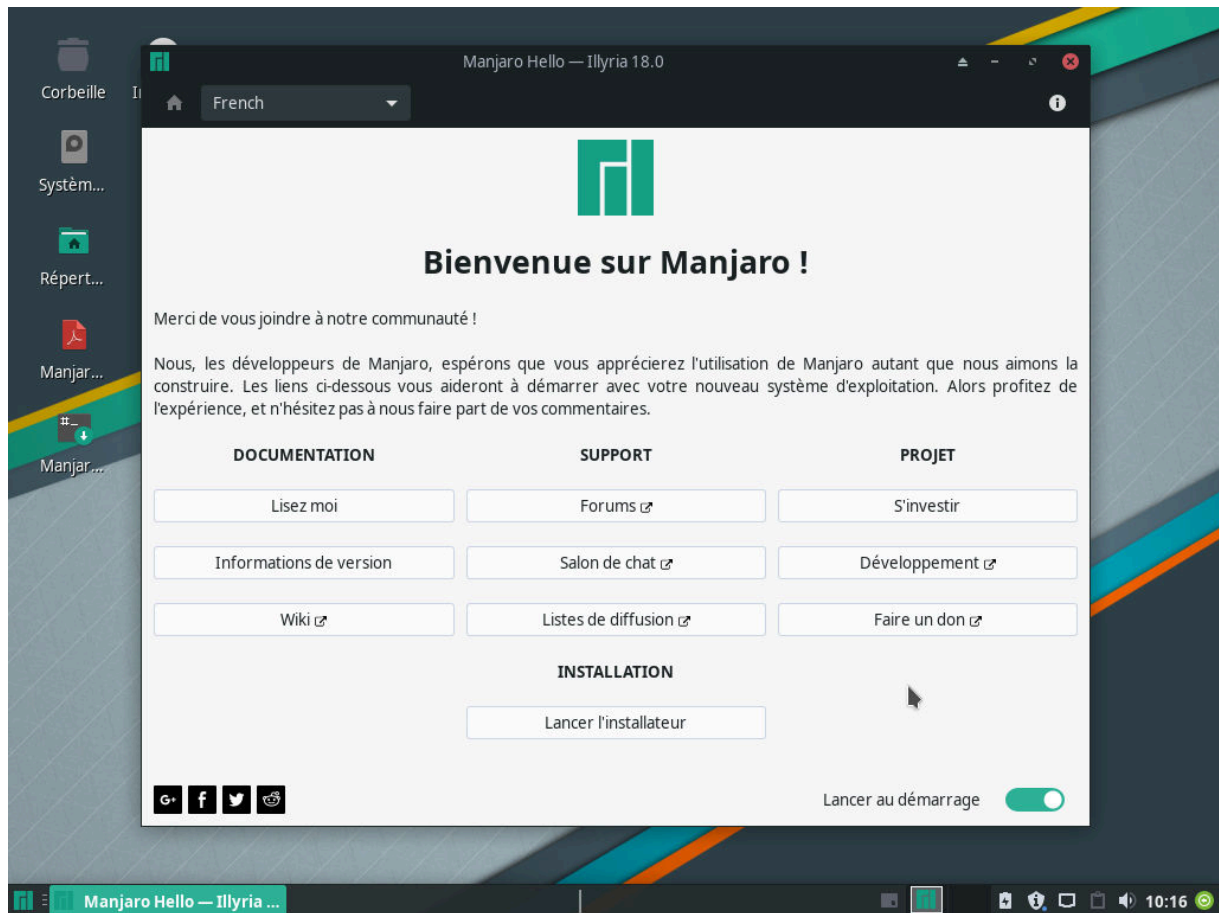 Manjaro Hello — Illyria 18.0
French
Corbeille
Systèm...
Répert...
Manjar...
#_
Manjar...
Bienvenue sur Manjaro !
Merci de vous joindre à notre communauté !
Nous, les développeurs de Manjaro, espérons que vous apprécierez l'utilisation de Manjaro autant que nous aimons la
construire. Les liens ci-dessous vous aideront à démarrer avec votre nouveau système d'exploitation. Alors profitez de
l'expérience, et n'hésitez pas à nous faire part de vos commentaires.
DOCUMENTATION SUPPORT PROJET
Lisez moi Forums S'investir
Informations de version Salon de chat Développement
Wiki Listes de diffusion Faire un don
INSTALLATION
Lancer l'installateur
G+ f Lancer au démarrage
Manjaro Hello — Illyria ... 10:16